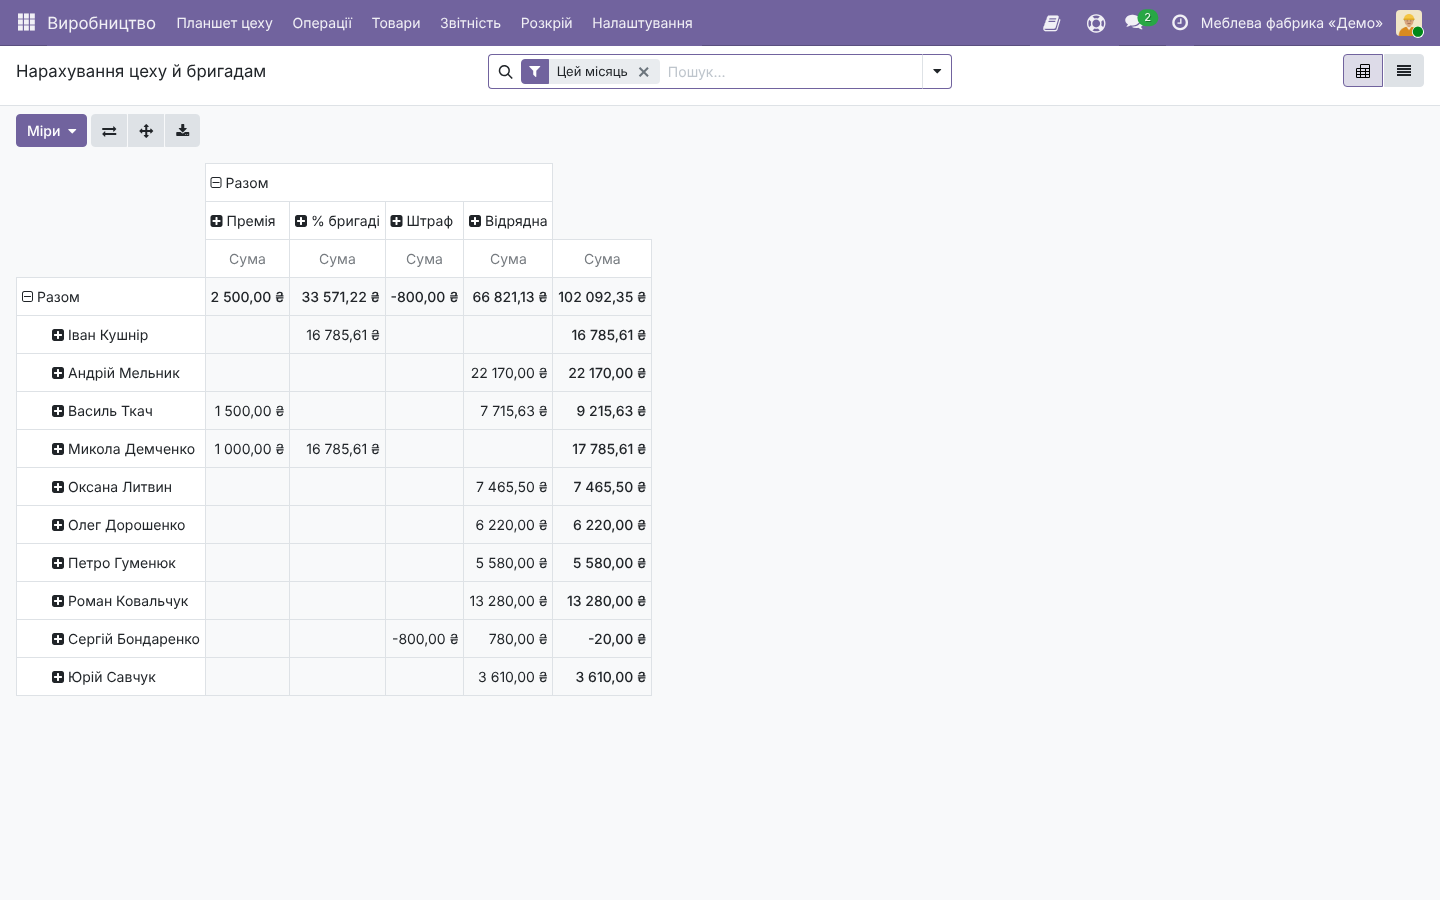 Виробництво Планшет цеху Операції Товари Звітність Розкрій Налаштування 2 Меблева фабрика «Демо»
Нарахування цеху й бригадам Цей місяць Пошук...
Міри
Разом
Премія % бригаді Штраф Відрядна
Сума Сума Сума Сума Сума
Разом 2 500,00 ₴ 33 571,22 ₴ -800,00 ₴ 66 821,13 ₴ 102 092,35 ₴
Іван Кушнір 16 785,61 ₴ 16 785,61 ₴
Андрій Мельник 22 170,00 ₴ 22 170,00 ₴
Василь Ткач 1 500,00 ₴ 7 715,63 ₴ 9 215,63 ₴
Микола Демченко 1 000,00 ₴ 16 785,61 ₴ 17 785,61 ₴
Оксана Литвин 7 465,50 ₴ 7 465,50 ₴
Олег Дорошенко 6 220,00 ₴ 6 220,00 ₴
Петро Гуменюк 5 580,00 ₴ 5 580,00 ₴
Роман Ковальчук 13 280,00 ₴ 13 280,00 ₴
Сергій Бондаренко -800,00 ₴ 780,00 ₴ -20,00 ₴
Юрій Савчук 3 610,00 ₴ 3 610,00 ₴